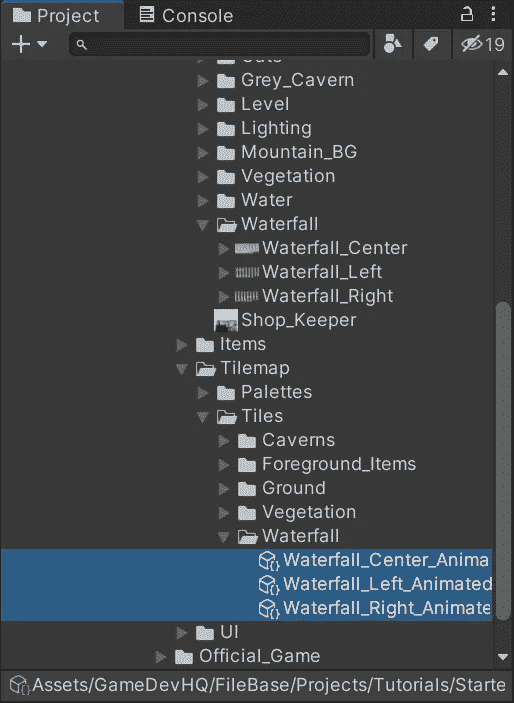 Project Console
19
Grey_Cavern
Level
Lighting
Mountain_BG
Vegetation
Water
Waterfall
Waterfall_Center
Waterfall_Left
Waterfall_Right
Shop_Keeper
Items
Tilemap
Palettes
Tiles
Caverns
Foreground_Items
Ground
Vegetation
Waterfall
Waterfall_Center_Anima
Waterfall_Left_Animated
Waterfall_Right_Animate
UI
Official_Game
Assets/GameDevHQ/FileBase/Projects/Tutorials/Starte